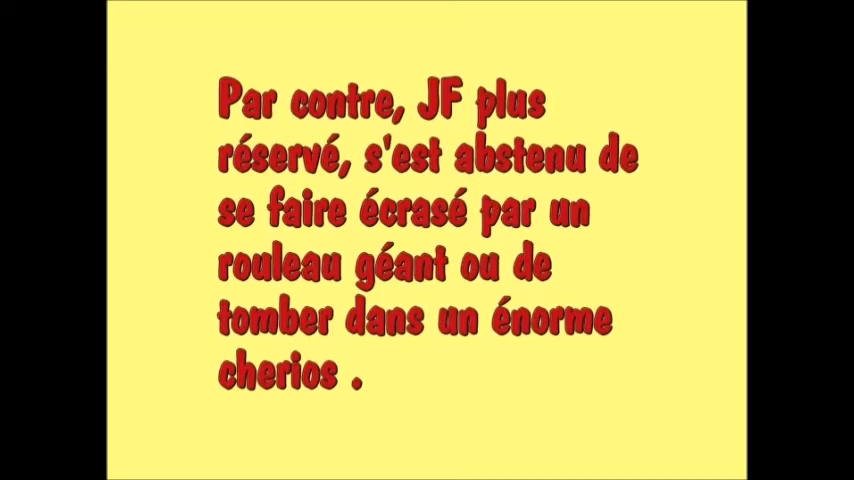 Par contre, JF plus
réservé, s'est abstenu de
se faire écrasé par un
rouleau géant ou de
tomber dans un énorme
cherios .